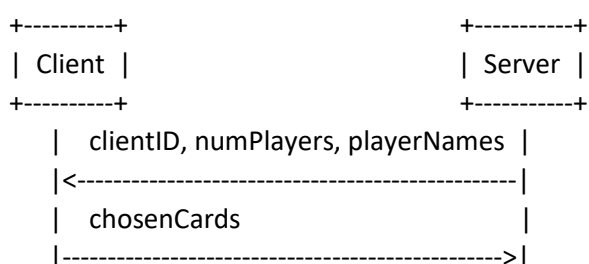 +----------+ +-----------+
| Client | | Server |
+----------+ +-----------+
| clientID, numPlayers, playerNames |
|<-------------------------------------------------|
| chosenCards |
|------------------------------------------------->|